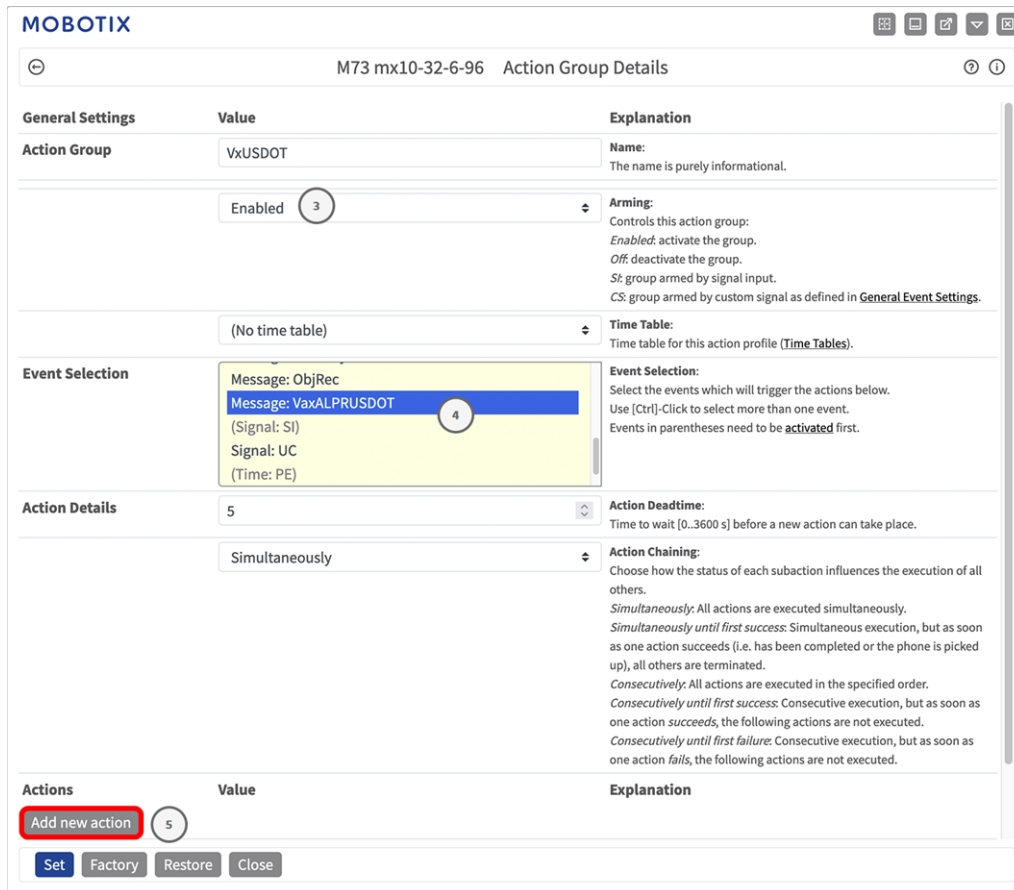 MOBOTIX
M73 mx10-32-6-96 Action Group Details
General Settings Value Explanation
Action Group VxUSDOT Name:
The name is purely informational.
Enabled 3 Arming:
Controls this action group:
Enabled: activate the group.
Off: deactivate the group.
SI: group armed by signal input.
CS: group armed by custom signal as defined in General Event Settings.
(No time table) Time Table:
Time table for this action profile (Time Tables).
Event Selection Event Selection:
Message: ObjRec Select the events which will trigger the actions below.
Message: VaxALPRUSDOT 4 Use [Ctrl]-Click to select more than one event.
(Signal: SI) Events in parentheses need to be activated first.
Signal: UC
(Time: PE)
Action Details 5 Action Deadtime:
Time to wait [0..3600 s] before a new action can take place.
Simultaneously Action Chaining:
Choose how the status of each subaction influences the execution of all
others.
Simultaneously: All actions are executed simultaneously.
Simultaneously until first success: Simultaneous execution, but as soon
as one action succeeds (i.e. has been completed or the phone is picked
up), all others are terminated.
Consecutively: All actions are executed in the specified order.
Consecutively until first success: Consecutive execution, but as soon as
one action succeeds, the following actions are not executed.
Consecutively until first failure: Consecutive execution, but as soon as
one action fails, the following actions are not executed.
Actions Value Explanation
Add new action 5
Set Factory Restore Close